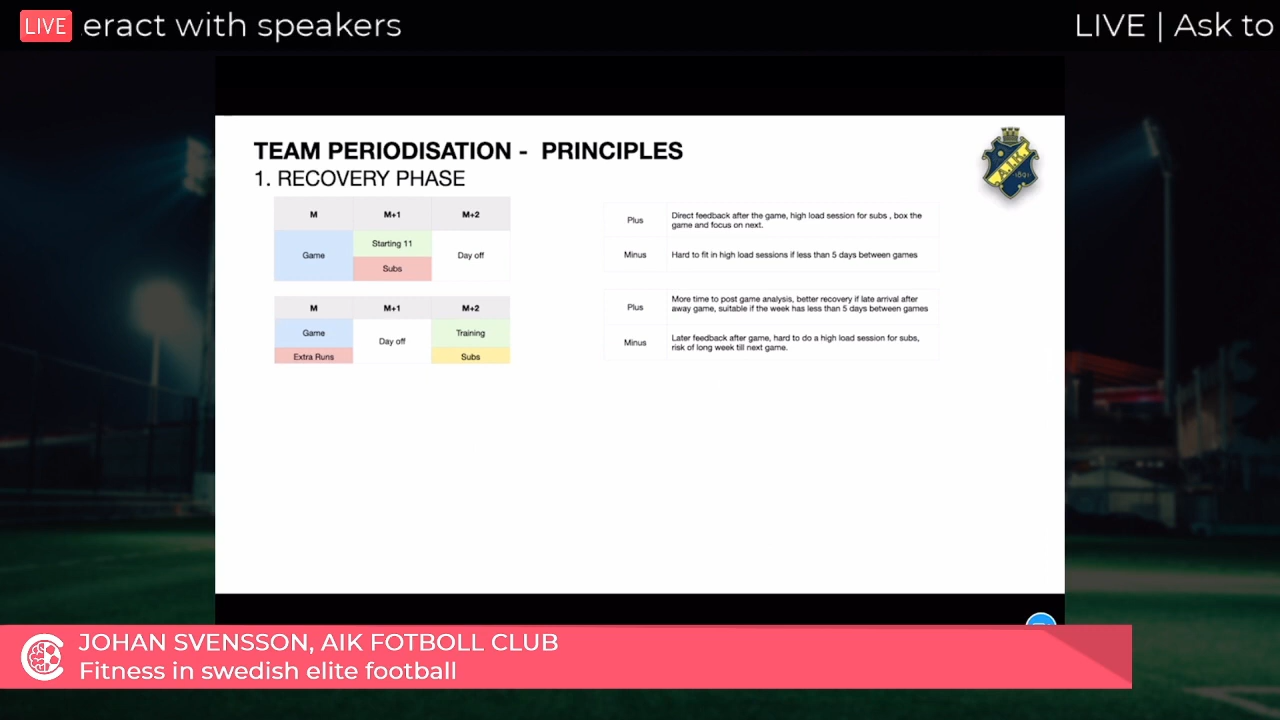 LIVE
eract with speakers
LIVE | Ask to
TEAM PERIODISATION - PRINCIPLES
1. RECOVERY PHASE
M M+1 M+2
Game
Starting 11
Subs
Day off
Plus
Direct feedback after the game, high load session for subs , box the
game and focus on next.
Minus
Hard to fit in high load sessions if less than 5 days between games
M M+1 M+2
Game
Extra Runs
Day off
Training
Subs
Plus
More time to post game analysis, better recovery if late arrival after
away game, suitable if the week has less than 5 days between games
Minus
Later feedback after game, hard to do a high load session for subs,
risk of long week till next game.
A.I.K.
1891
JOHAN SVENSSON, AIK FOTBOLL CLUB
Fitness in swedish elite football